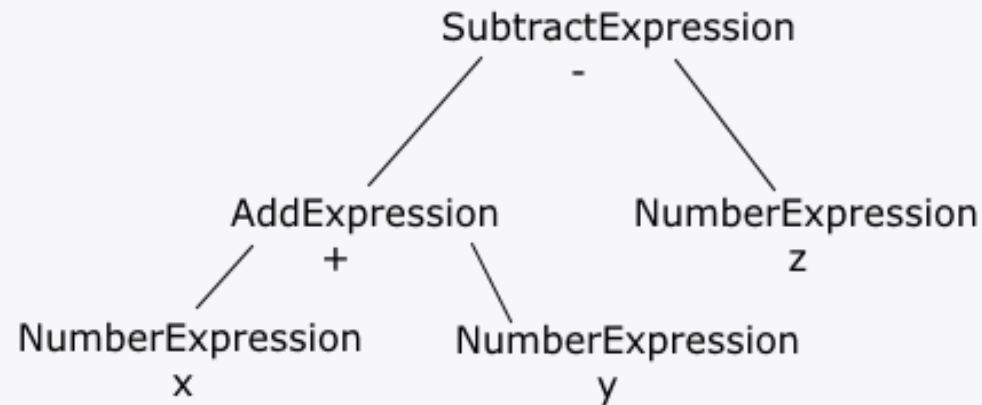 SubtractExpression
-
AddExpression
+
NumberExpression
z
NumberExpression
x
NumberExpression
y